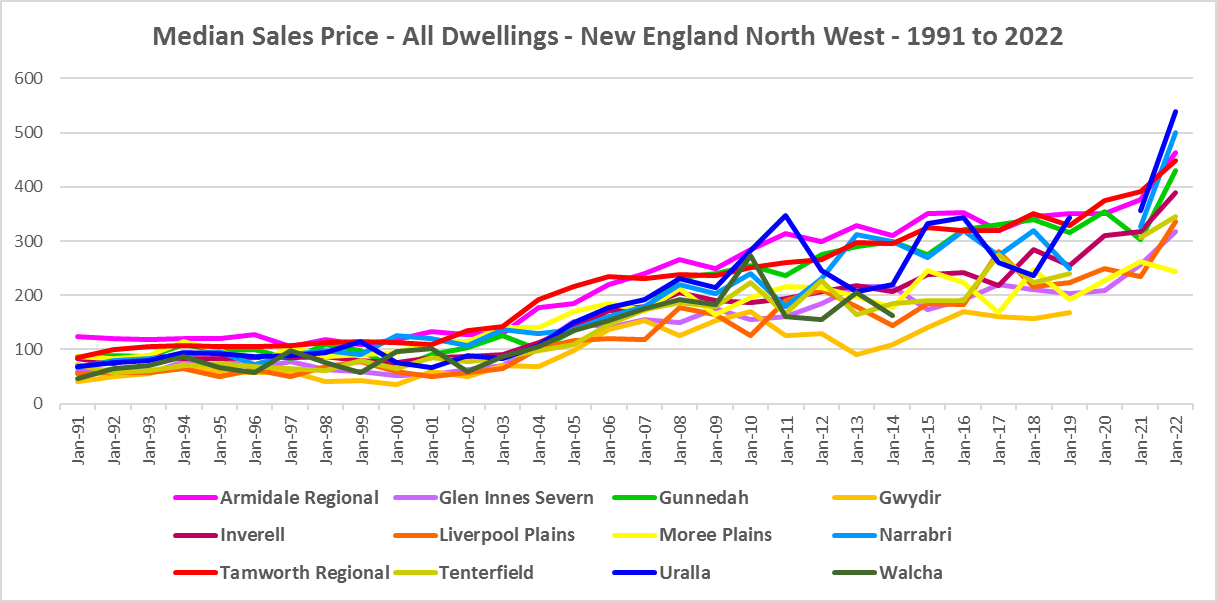 Median Sales Price - All Dwellings - New England North West - 1991 to 2022
600
500
400
300
200
100
0
Jan-91 Jan-92 Jan-93 Jan-94 Jan-95 Jan-96 Jan-97 Jan-98 Jan-99 Jan-00 Jan-01 Jan-02 Jan-03 Jan-04 Jan-05 Jan-06 Jan-07 Jan-08 Jan-09 Jan-10 Jan-11 Jan-12 Jan-13 Jan-14 Jan-15 Jan-16 Jan-17 Jan-18 Jan-19 Jan-20 Jan-21 Jan-22
Armidale Regional Glen Innes Severn Gunnedah Gwydir
Inverell Liverpool Plains Moree Plains Narrabri
Tamworth Regional Tenterfield Uralla Walcha